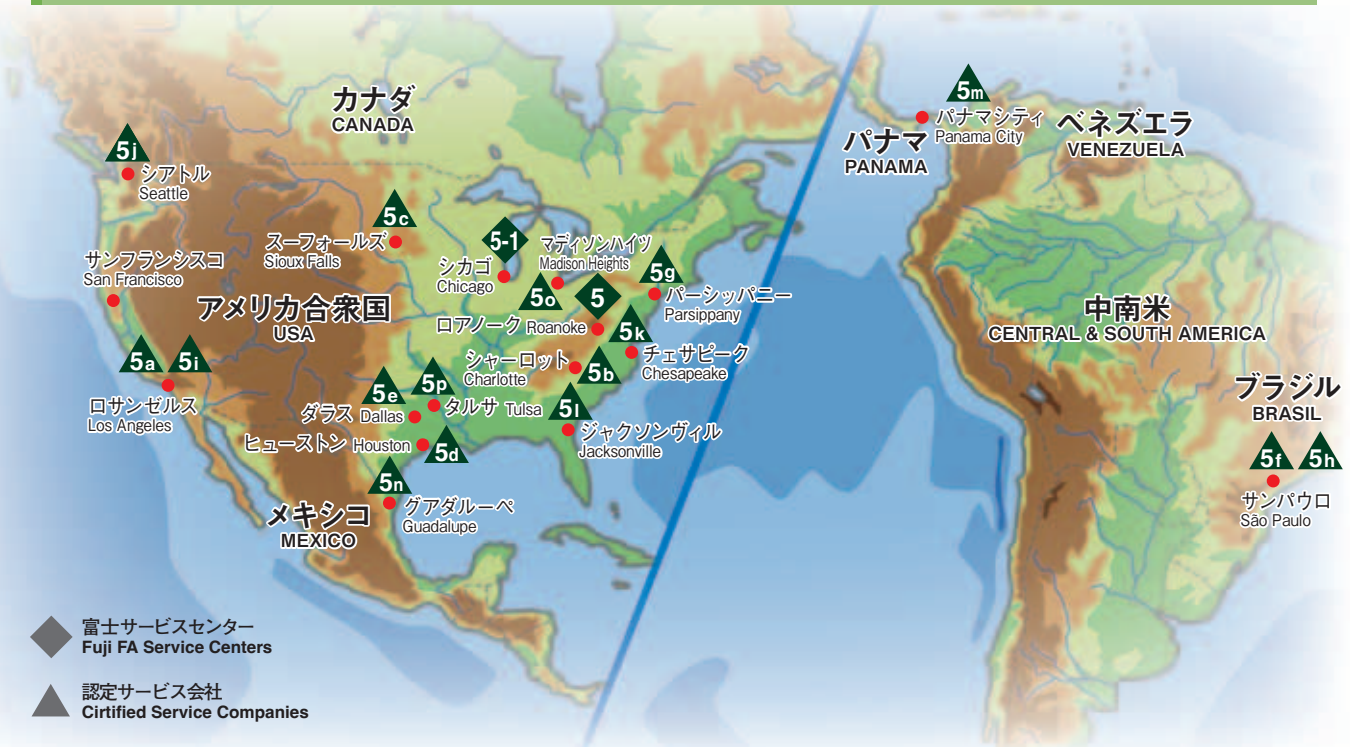 カナダ
CANADA
5j
シアトル
Seattle
5c
スーフォールズ
Sioux Falls
サンフランシスコ
San Francisco
アメリカ合衆国
USA
5-1
シカゴ
Chicago
マディソンハイツ
Madison Heights
5o
5g
パーシッパニー
Parsippany
5
ロアノーク Roanoke
5k
チェサピーク
Chesapeake
シャーロット
Charlotte
5b
5a
5i
ロサンゼルス
Los Angeles
5e
ダラス Dallas
5p
タルサ Tulsa
5l
ジャクソンヴィル
Jacksonville
ヒューストン Houston
5d
5n
グアダルーペ
Guadalupe
メキシコ
MEXICO
5m
パナマシティ
Panama City
パナマ
PANAMA
ベネズエラ
VENEZUELA
中南米
CENTRAL & SOUTH AMERICA
ブラジル
BRASIL
5f
5h
サンパウロ
São Paulo
富士サービスセンター
Fuji FA Service Centers
認定サービス会社
Cirtified Service Companies